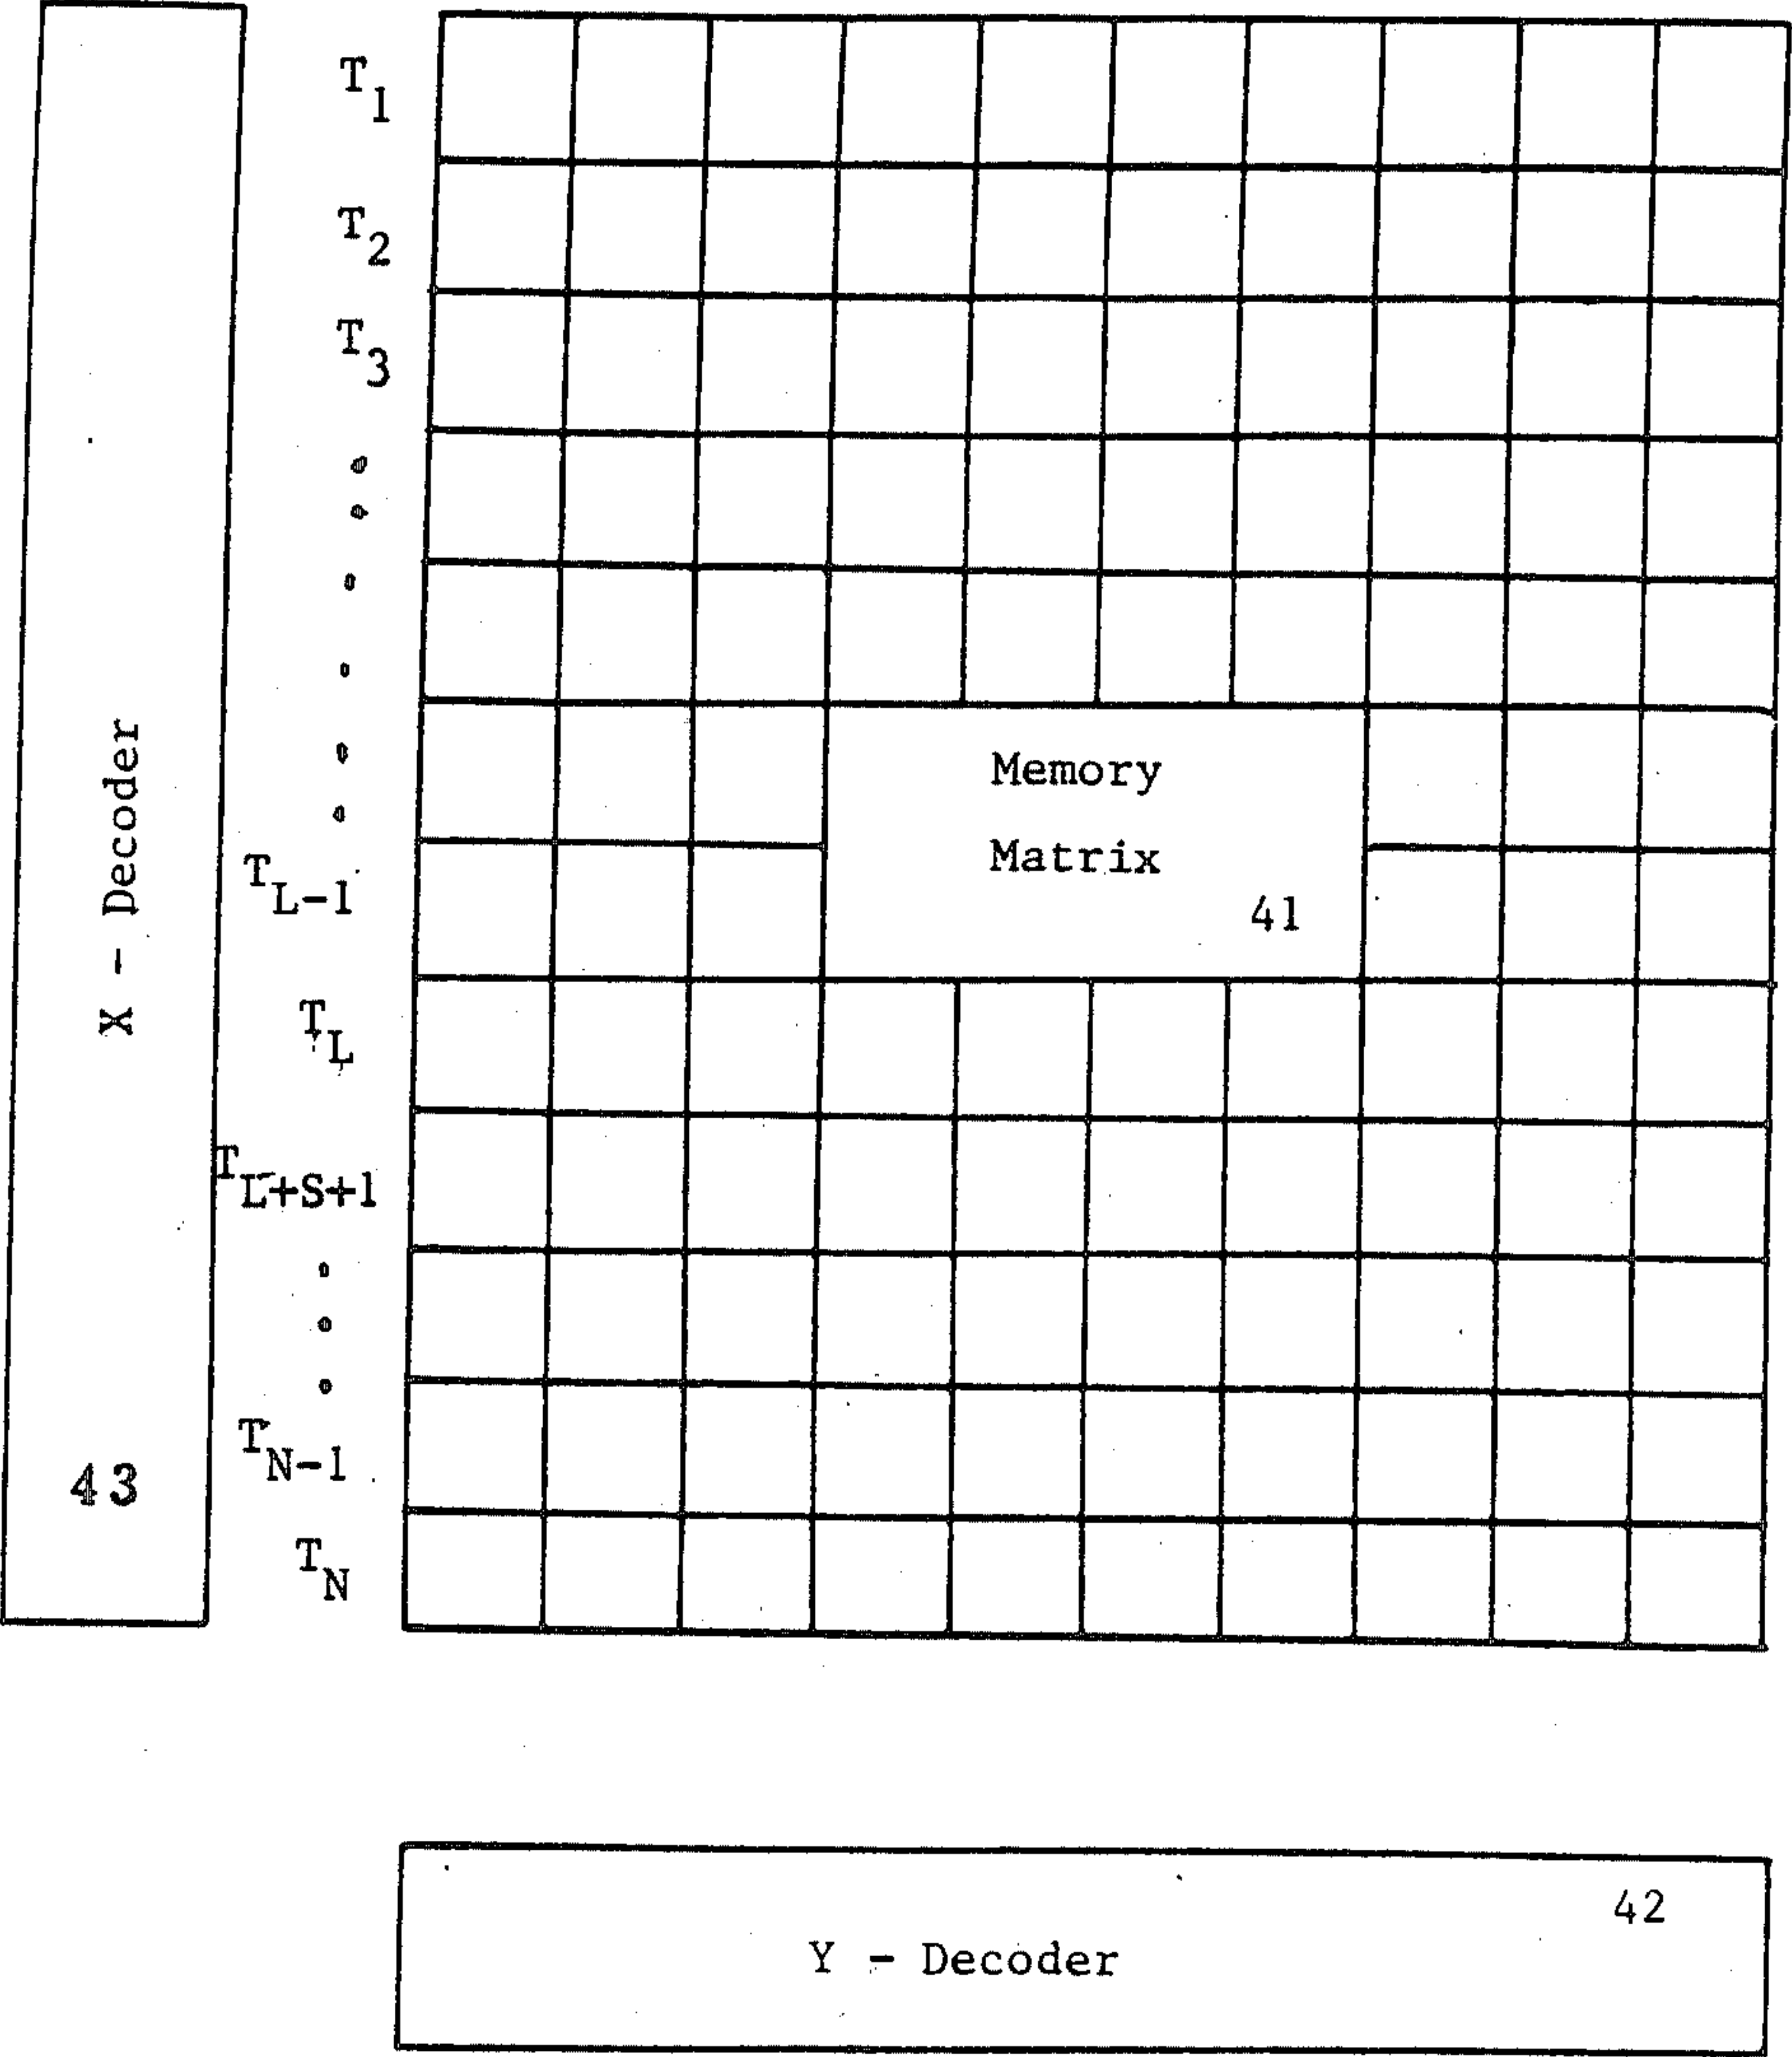 T1
T2
T3
X - Decoder
Memory
Matrix
41
TL-1
TL
TL+S+1
TN-1
43
TN
42
Y - Decoder